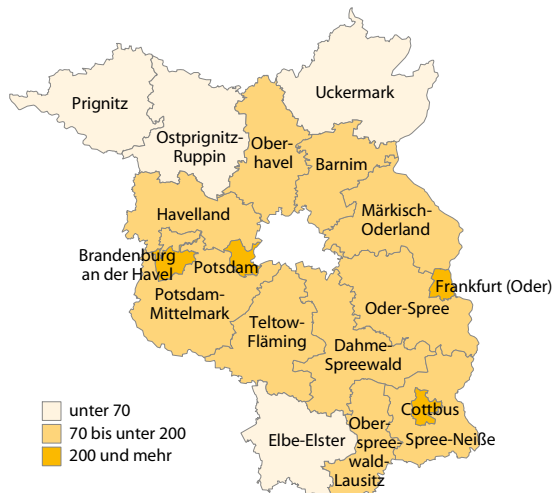 Uckermark
Prignitz
Ostprignitz-
Ruppin
Ober-
havel
Barnim
Havelland
Märkisch-
Oderland
Brandenburg
an der Havel
Potsdam
Frankfurt (Oder)
Potsdam-
Mittelmark
Oder-Spree
Teltow-
Fläming
Dahme-
Spreewald
Cottbus
Elbe-Elster
Ober-
spree-
wald-
Lausitz
Spree-Neiße
unter 70
70 bis unter 200
200 und mehr